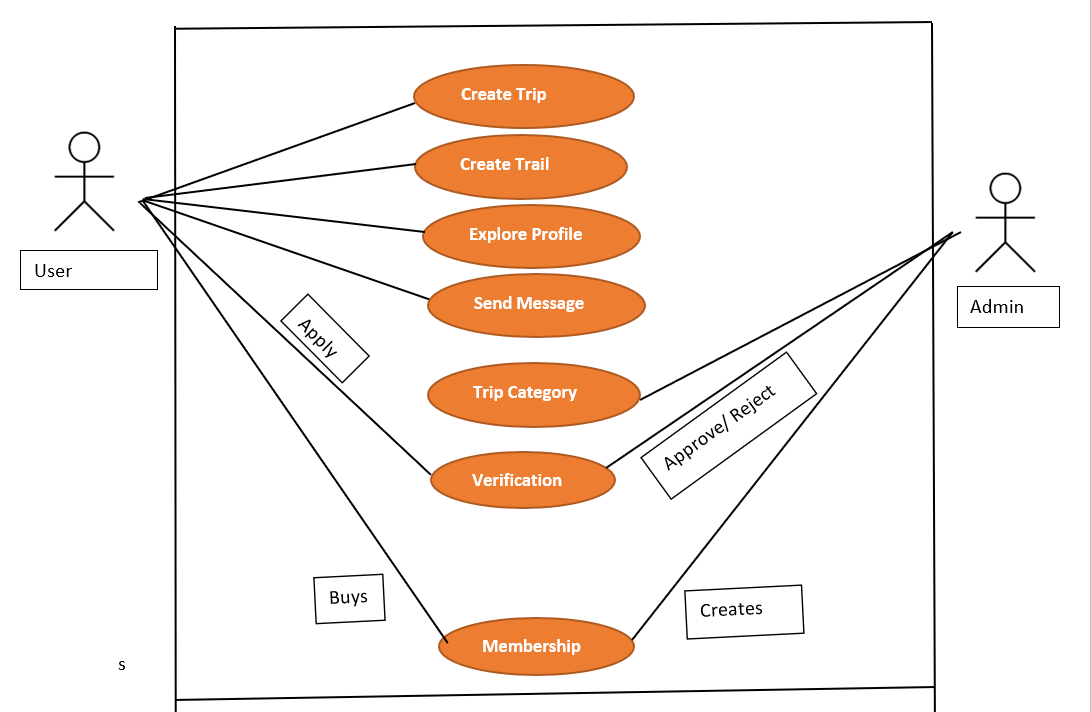 Create Trip
Create Trail
Explore Profile
User
Send Message
Admin
Apply
Trip Category
Approve/ Reject
Verification
Buys
Creates
Membership
s